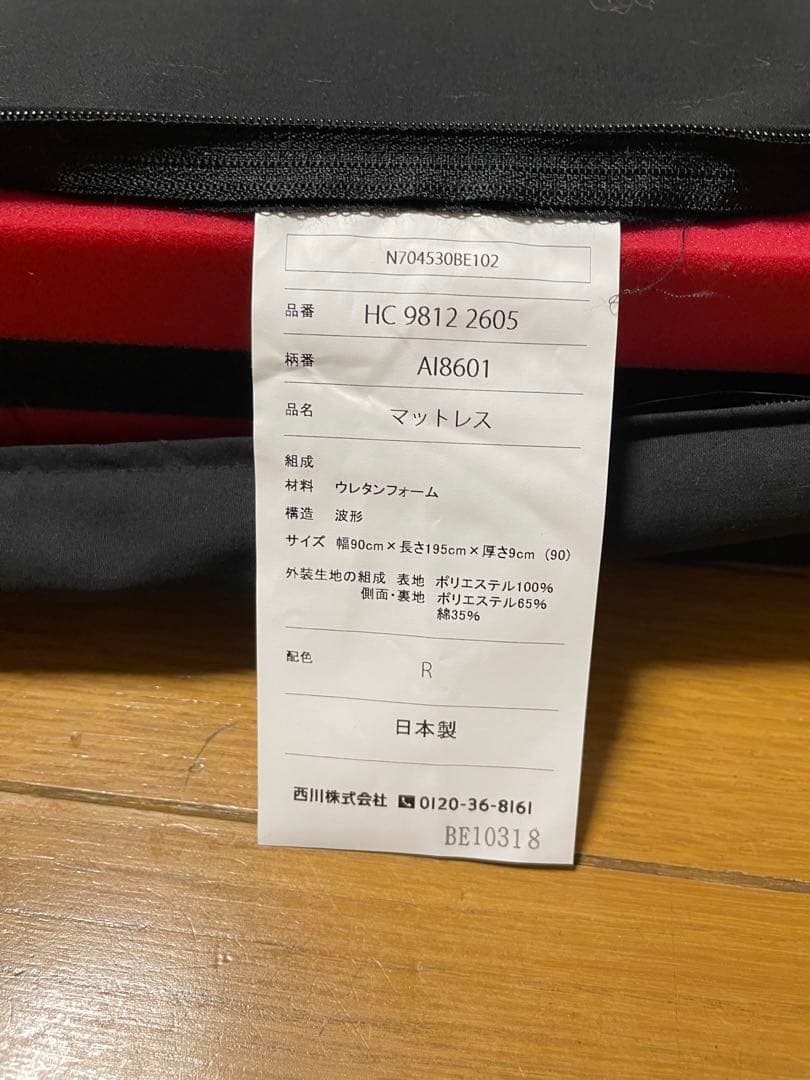 N704530BE102
品番 HC 9812 2605
柄番 AI8601
品名 マットレス
組成
材料 ウレタンフォーム
構造 波形
サイズ 幅90cm×長さ195cm×厚さ9cm (90)
外装生地の組成 表地 ポリエステル100%
側面・裏地 ポリエステル65%
綿35%
配色 R
日本製
西川株式会社 0120-36-8161
BE10318